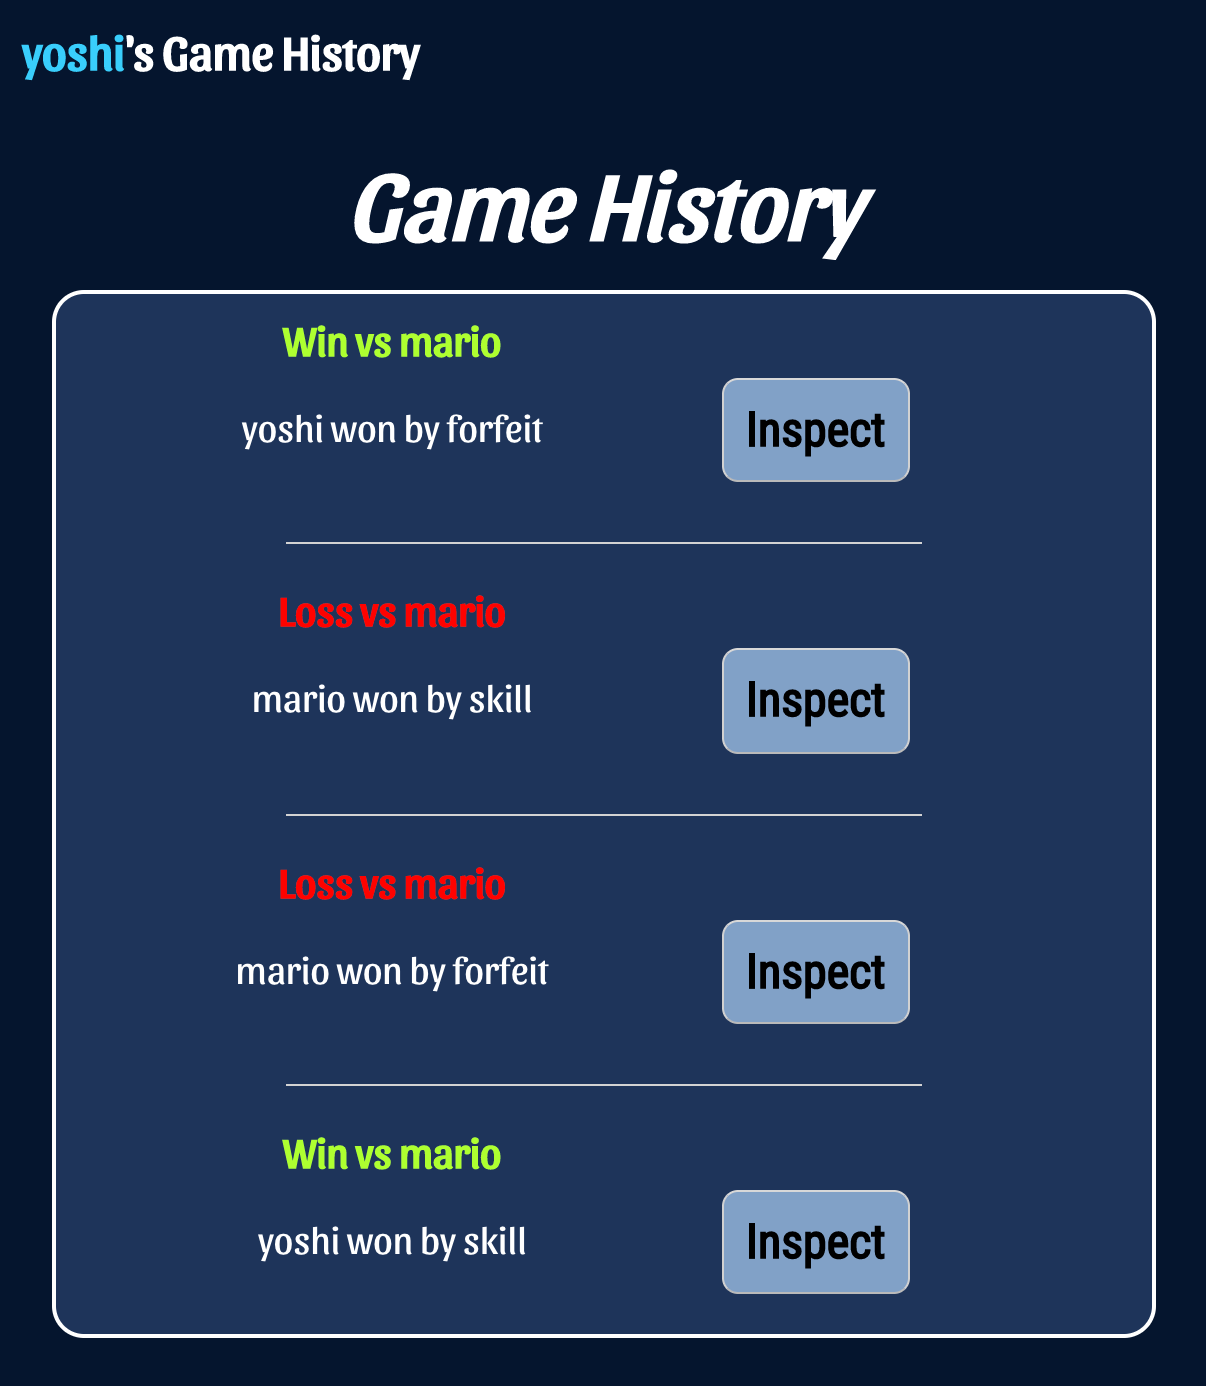 yoshi's Game History
Game History
Win vs mario
yoshi won by forfeit
Inspect
Loss vs mario
mario won by skill
Inspect
Loss vs mario
mario won by forfeit
Inspect
Win vs mario
yoshi won by skill
Inspect